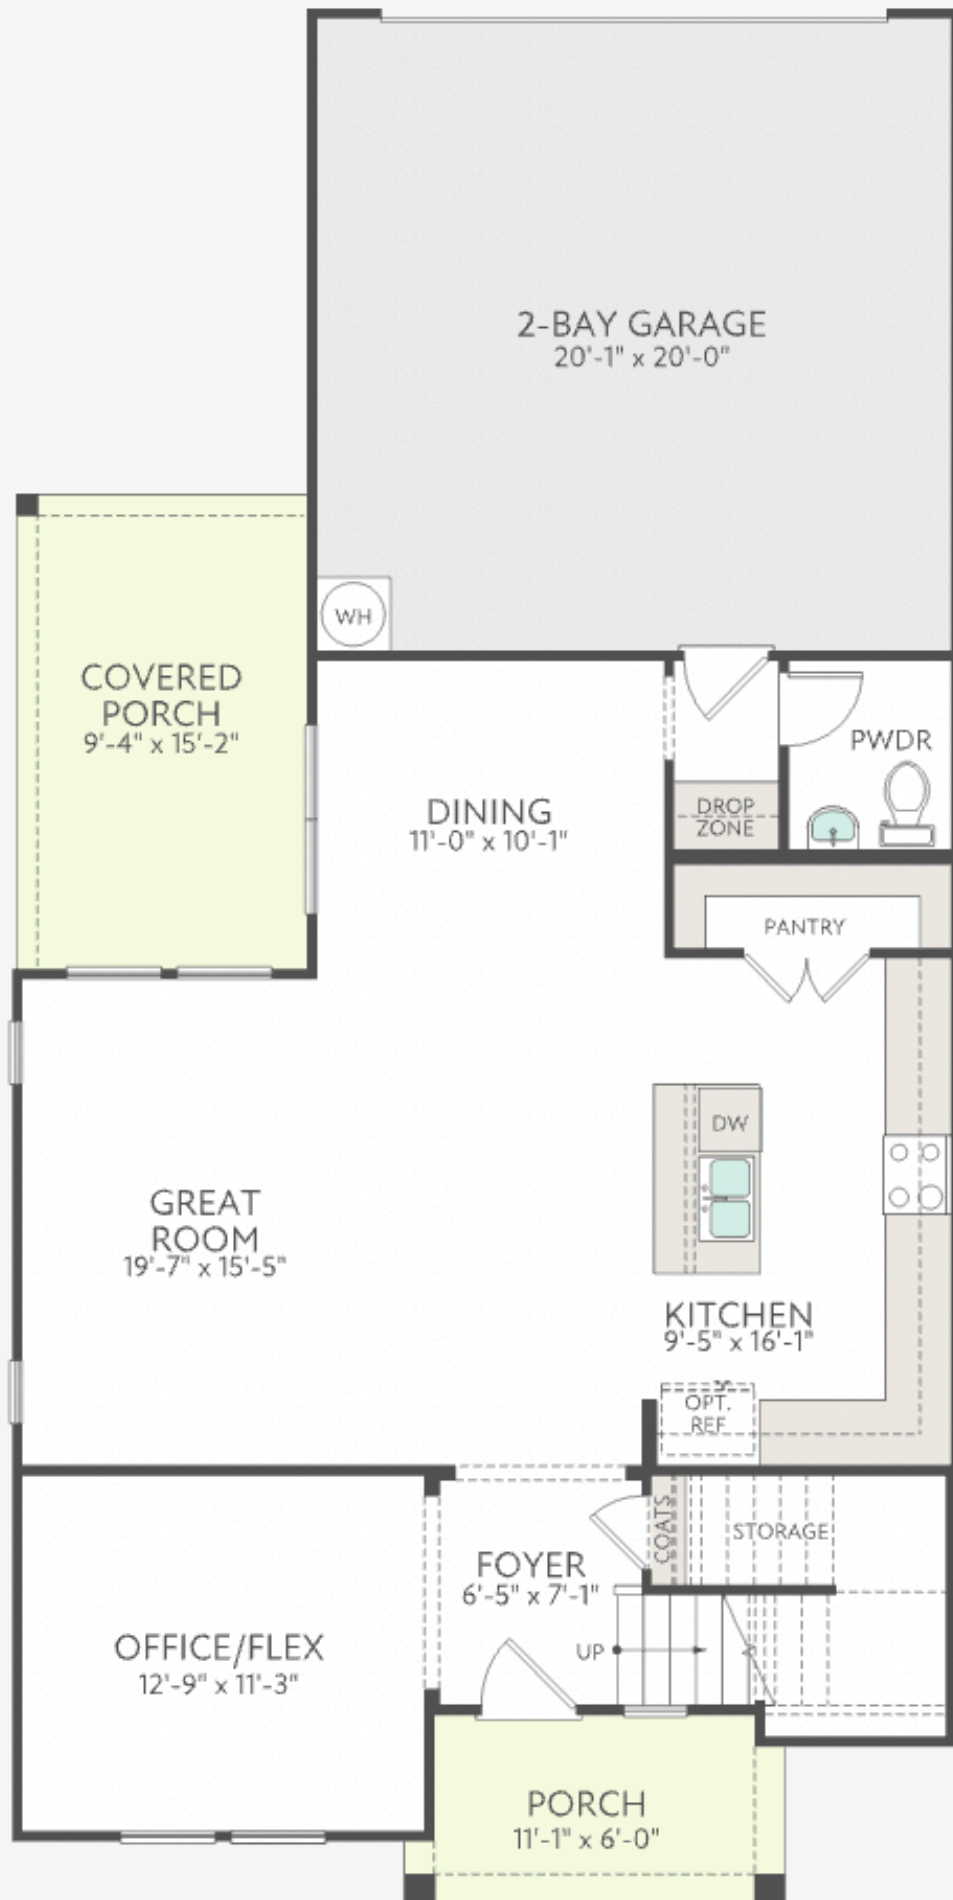 2-BAY GARAGE
20'-1" x 20'-0"
WH
COVERED
PORCH
9'-4" x 15'-2"
PWDR
DINING
11'-0" x 10'-1"
DROP
ZONE
PANTRY
DW
GREAT
ROOM
19'-7" x 15'-5"
KITCHEN
9'-5" x 16'-1"
OPT.
REF
COATS
STORAGE
FOYER
6'-5" x 7'-1"
UP
OFFICE/FLEX
12'-9" x 11'-3"
PORCH
11'-1" x 6'-0"